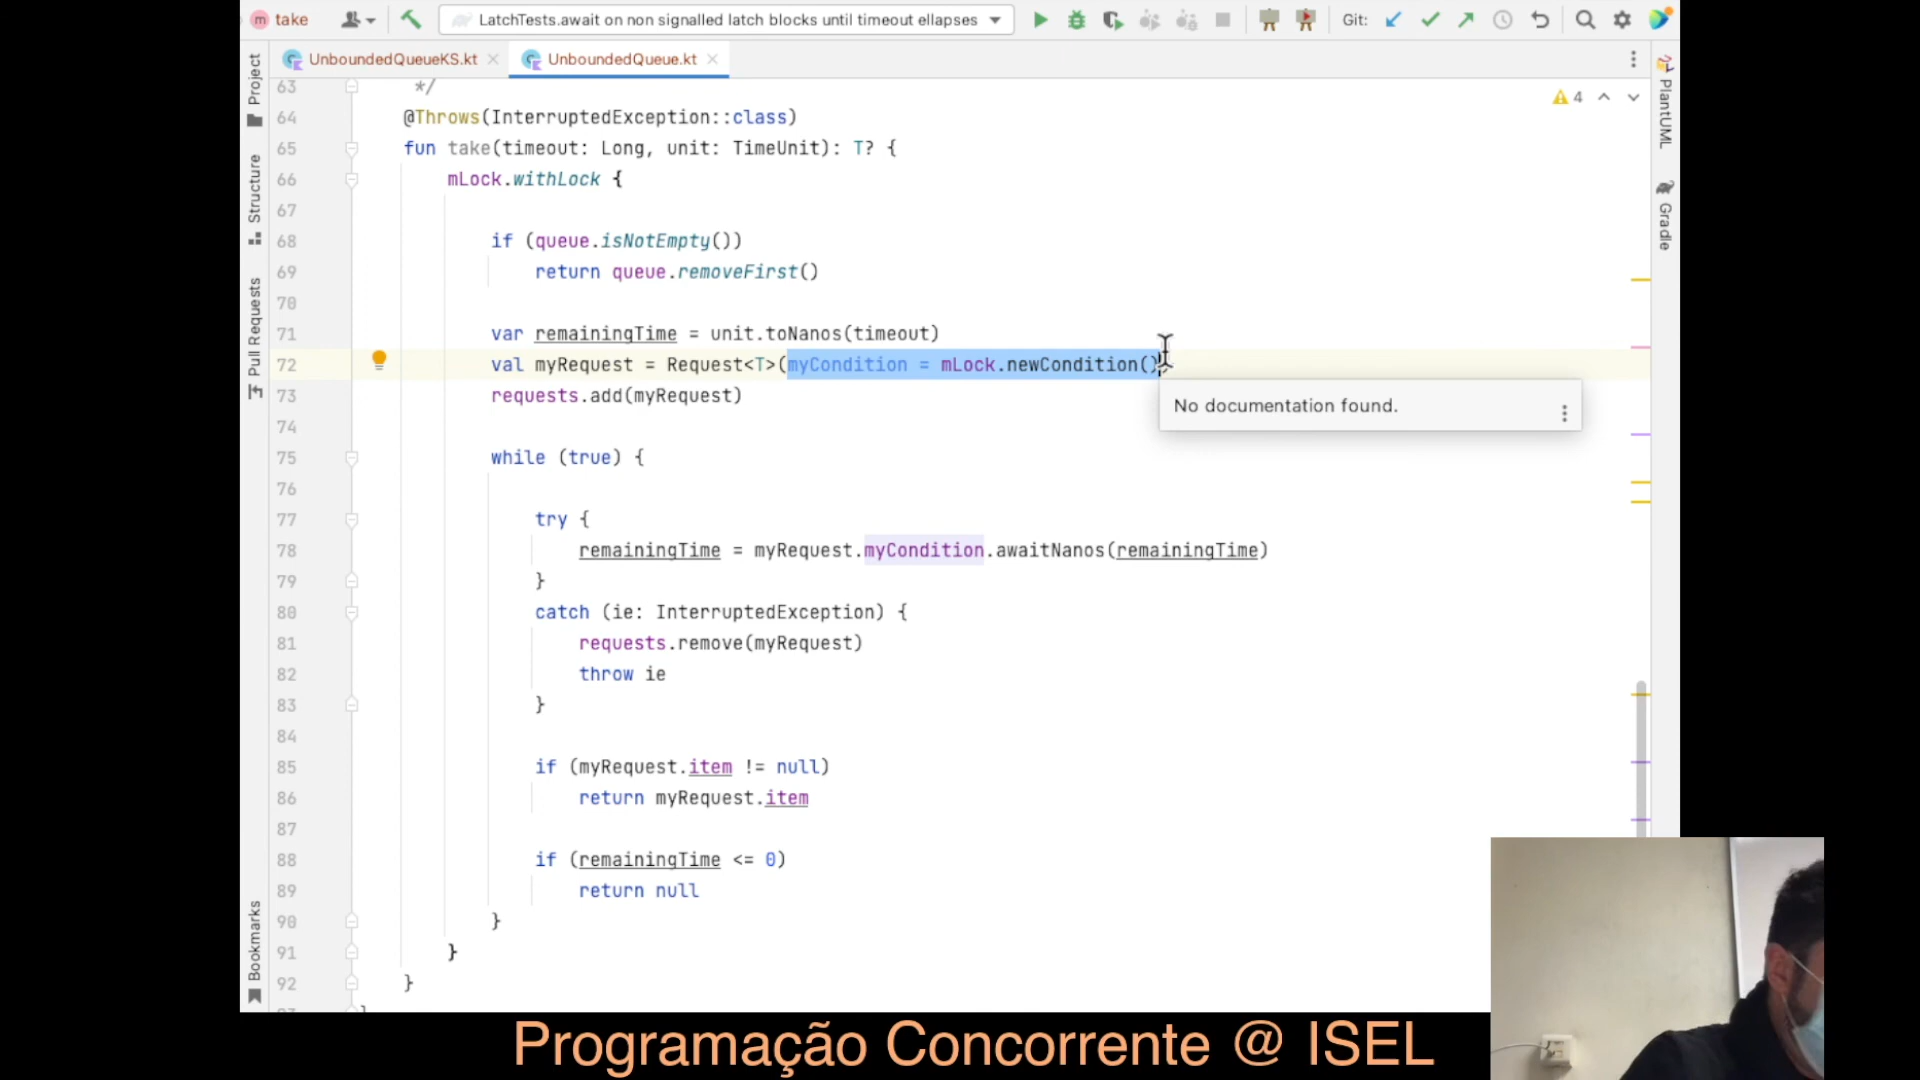 take
LatchTests.await on non signalled latch blocks until timeout ellapses
Git:
UnboundedQueueKS.kt
UnboundedQueue.kt
Project
Structure
Pull Requests
Bookmarks
PlantUML
Gradle
4
63 */
64 @Throws(InterruptedException::class)
65 fun take(timeout: Long, unit: TimeUnit): T? {
66 mLock.withLock {
67
68 if (queue.isNotEmpty())
69 return queue.removeFirst()
70
71 var remainingTime = unit.toNanos(timeout)
72 val myRequest = Request<T>(myCondition = mLock.newCondition())
73 requests.add(myRequest)
74
75 while (true) {
76
77 try {
78 remainingTime = myRequest.myCondition.awaitNanos(remainingTime)
79 }
80 catch (ie: InterruptedException) {
81 requests.remove(myRequest)
82 throw ie
83 }
84
85 if (myRequest.item != null)
86 return myRequest.item
87
88 if (remainingTime <= 0)
89 return null
90 }
91 }
92 }
No documentation found.
Programação Concorrente @ ISEL